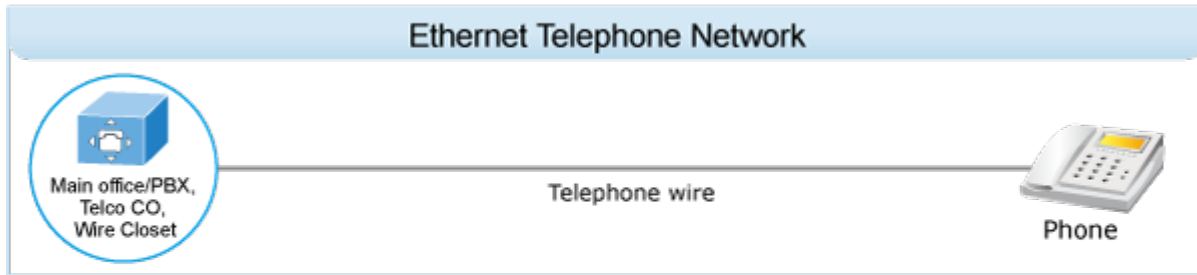 Ethernet Telephone Network
Main office/PBX,
Telco CO,
Wire Closet
Telephone wire
Phone